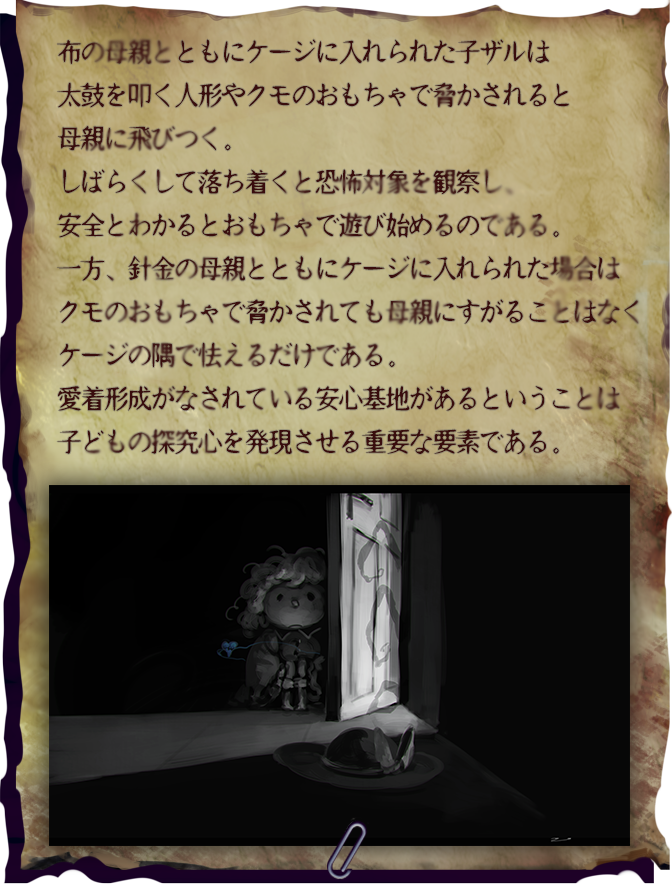 布の母親とともにケージに入れられた子ザルは
太鼓を叩く人形やクモのおもちゃで脅かされると
母親に飛びつく。
しばらくして落ち着くと恐怖対象を観察し、
安全とわかるとおもちゃで遊び始めるのである。
一方、針金の母親とともにケージに入れられた場合は
クモのおもちゃで脅かされても母親にすがることはなく
ケージの隅で怯えるだけである。
愛着形成がなされている安心基地があるということは
子どもの探究心を発現させる重要な要素である。